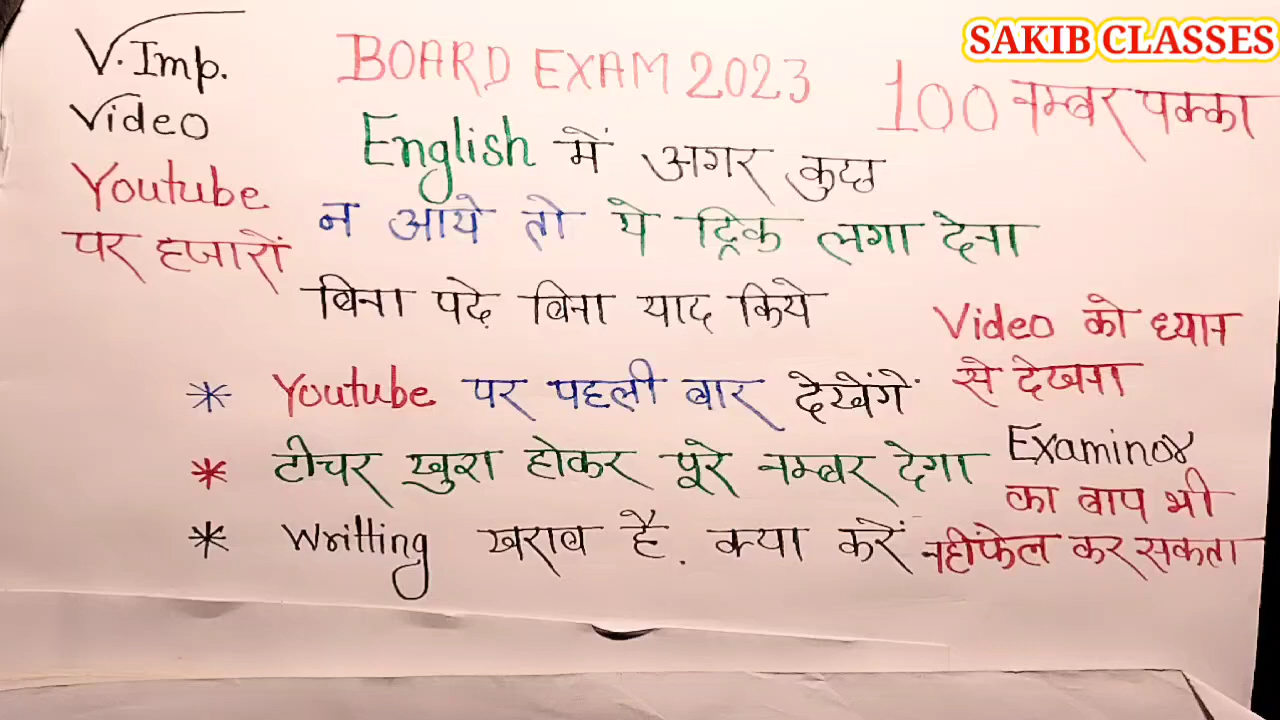 SAKIB CLASSES
V. Imp.
Video
Youtube
पर हजारों
BOARD EXAM 2023
100 नम्बर पक्का
English में अगर कुछ
न आये तो ये ट्रिक लगा देना
बिना पढ़े बिना याद किये
* Youtube पर पहली बार देखेंगें
* टीचर खुश होकर पूरे नम्बर देगा
* Writting खराब है. क्या करें
Video को ध्यान
से देखना
Examinor
का बाप भी
नहीं फेल कर सकता